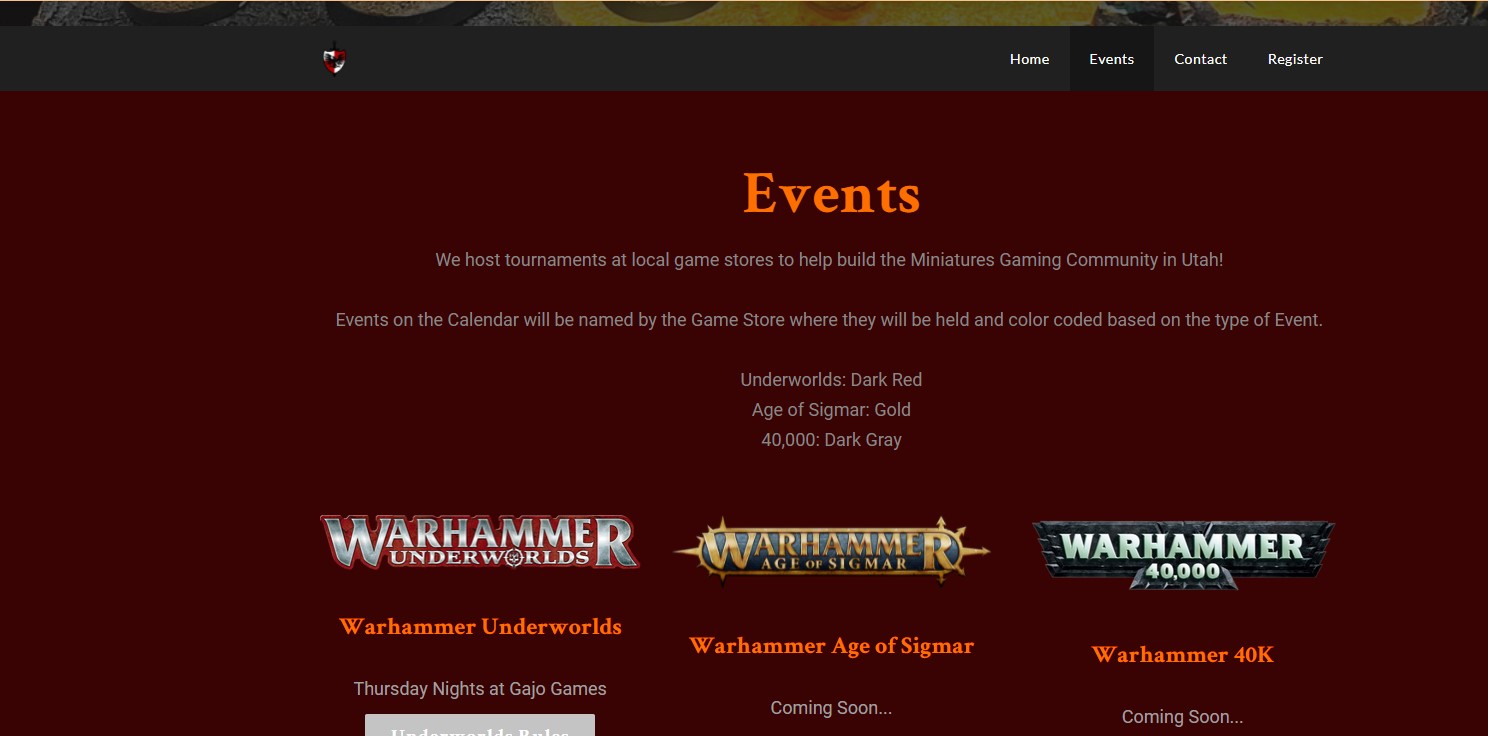 Home Events Contact Register
Events
We host tournaments at local game stores to help build the Miniatures Gaming Community in Utah!
Events on the Calendar will be named by the Game Store where they will be held and color coded based on the type of Event.
Underworlds: Dark Red
Age of Sigmar: Gold
40,000: Dark Gray
WARHAMMER
UNDERWORLDS
WARHAMMER
AGE OF SIGMAR
WARHAMMER
40,000
Warhammer Underworlds
Warhammer Age of Sigmar
Warhammer 40K
Thursday Nights at Gajo Games
Coming Soon...
Coming Soon...
Underworlds Rules